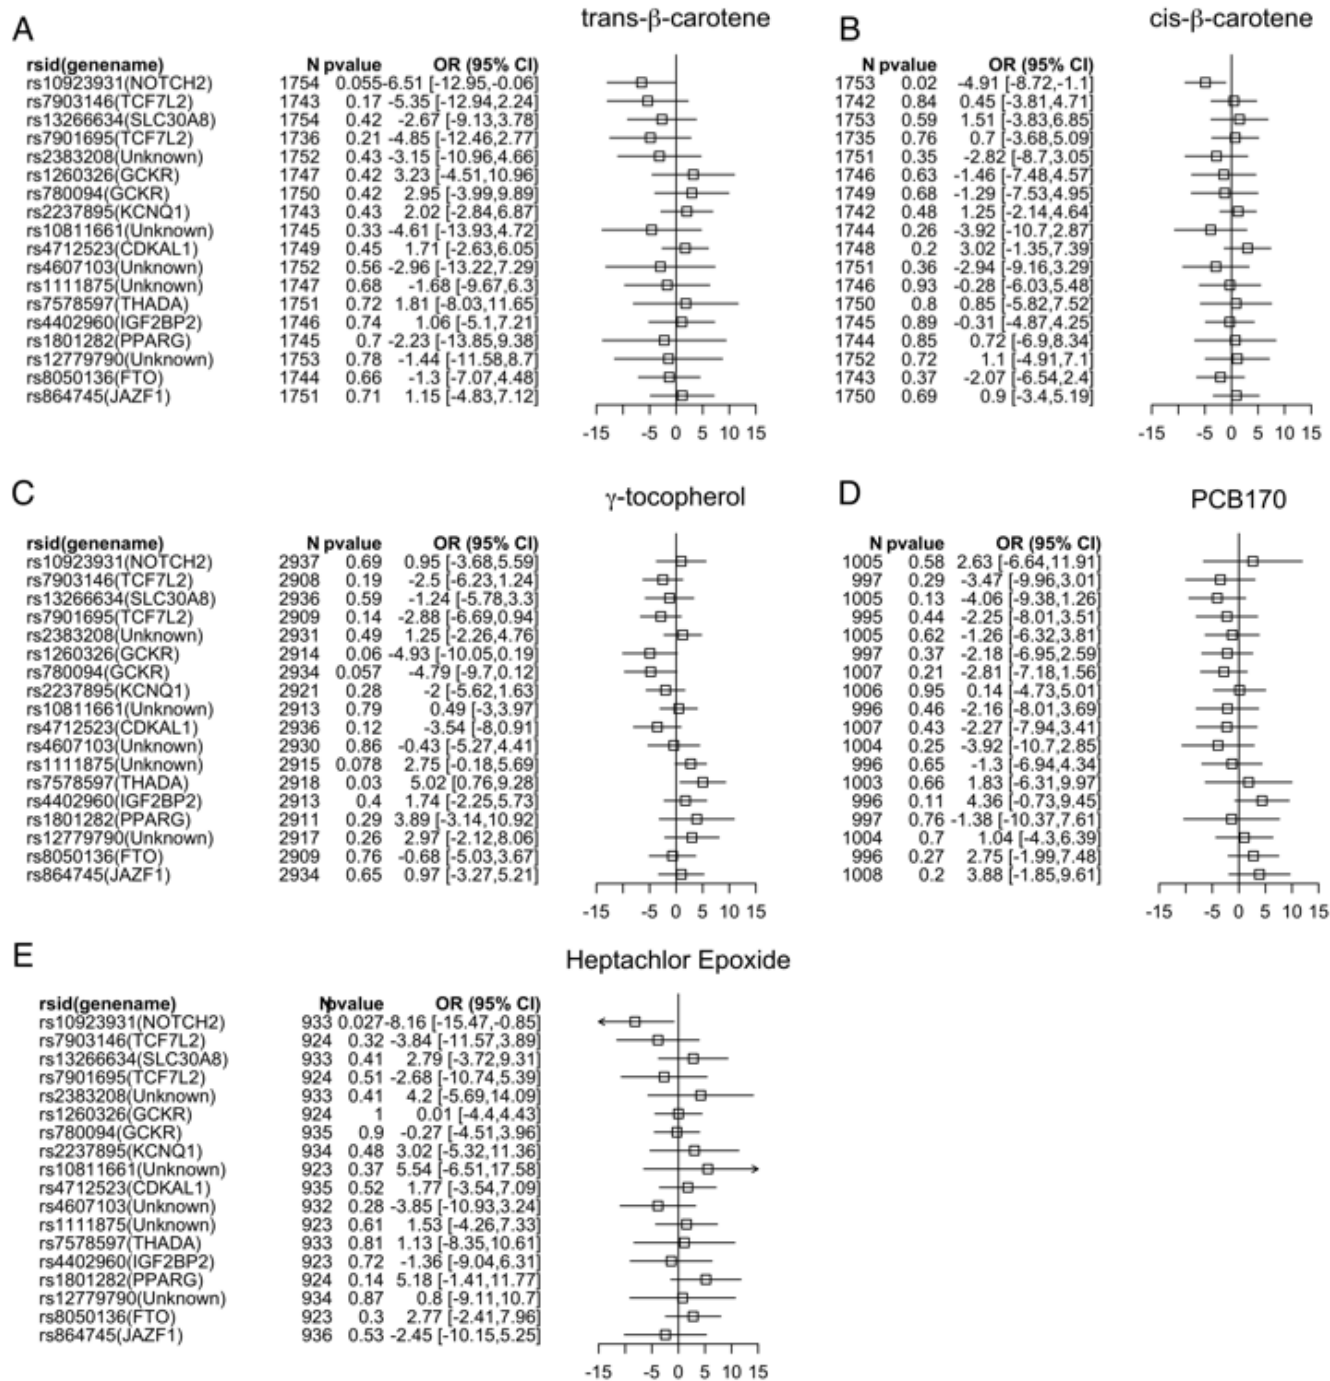 A
trans-β-carotene
rsid(genename) N pvalue OR (95% CI)
rs10923931(NOTCH2) 1754 0.055 -6.51 [-12.95,-0.06]
rs7903146(TCF7L2) 1743 0.17 -5.35 [-12.94,2.24]
rs13266634(SLC30A8) 1754 0.42 -2.67 [-9.13,3.78]
rs7901695(TCF7L2) 1736 0.21 -4.85 [-12.46,2.77]
rs2383208(Unknown) 1752 0.43 -3.15 [-10.96,4.66]
rs1260326(GCKR) 1747 0.42 3.23 [-4.51,10.96]
rs780094(GCKR) 1750 0.42 2.95 [-3.99,9.89]
rs2237895(KCNQ1) 1743 0.43 2.02 [-2.84,6.87]
rs10811661(Unknown) 1745 0.33 -4.61 [-13.93,4.72]
rs4712523(CDKAL1) 1749 0.45 1.71 [-2.63,6.05]
rs4607103(Unknown) 1752 0.56 -2.96 [-13.22,7.29]
rs1111875(Unknown) 1747 0.68 -1.68 [-9.67,6.3]
rs7578597(THADA) 1751 0.72 1.81 [-8.03,11.65]
rs4402960(IGF2BP2) 1746 0.74 1.06 [-5.1,7.21]
rs1801282(PPARG) 1745 0.7 -2.23 [-13.85,9.38]
rs12779790(Unknown) 1753 0.78 -1.44 [-11.58,8.7]
rs8050136(FTO) 1744 0.66 -1.3 [-7.07,4.48]
rs864745(JAZF1) 1751 0.71 1.15 [-4.83,7.12]
-15 -5 0 5 10 15
B
cis-β-carotene
N pvalue OR (95% CI)
1753 0.02 -4.91 [-8.72,-1.1]
1742 0.84 0.45 [-3.81,4.71]
1753 0.59 1.51 [-3.83,6.85]
1735 0.76 0.7 [-3.68,5.09]
1751 0.35 -2.82 [-8.7,3.05]
1746 0.63 -1.46 [-7.48,4.57]
1749 0.68 -1.29 [-7.53,4.95]
1742 0.48 1.25 [-2.14,4.64]
1744 0.26 -3.92 [-10.7,2.87]
1748 0.2 3.02 [-1.35,7.39]
1751 0.36 -2.94 [-9.16,3.29]
1746 0.93 -0.28 [-6.03,5.48]
1750 0.8 0.85 [-5.82,7.52]
1745 0.89 -0.31 [-4.87,4.25]
1744 0.85 0.72 [-6.9,8.34]
1752 0.72 1.1 [-4.91,7.1]
1743 0.37 -2.07 [-6.54,2.4]
1750 0.69 0.9 [-3.4,5.19]
-15 -5 0 5 10 15
C
γ-tocopherol
rsid(genename) N pvalue OR (95% CI)
rs10923931(NOTCH2) 2937 0.69 0.95 [-3.68,5.59]
rs7903146(TCF7L2) 2908 0.19 -2.5 [-6.23,1.24]
rs13266634(SLC30A8) 2936 0.59 -1.24 [-5.78,3.3]
rs7901695(TCF7L2) 2909 0.14 -2.88 [-6.69,0.94]
rs2383208(Unknown) 2931 0.49 1.25 [-2.26,4.76]
rs1260326(GCKR) 2914 0.06 -4.93 [-10.05,0.19]
rs780094(GCKR) 2934 0.057 -4.79 [-9.7,0.12]
rs2237895(KCNQ1) 2921 0.28 -2 [-5.62,1.63]
rs10811661(Unknown) 2913 0.79 0.49 [-3,3.97]
rs4712523(CDKAL1) 2936 0.12 -3.54 [-8,0.91]
rs4607103(Unknown) 2930 0.86 -0.43 [-5.27,4.41]
rs1111875(Unknown) 2915 0.078 2.75 [-0.18,5.69]
rs7578597(THADA) 2918 0.03 5.02 [0.76,9.28]
rs4402960(IGF2BP2) 2913 0.4 1.74 [-2.25,5.73]
rs1801282(PPARG) 2911 0.29 3.89 [-3.14,10.92]
rs12779790(Unknown) 2917 0.26 2.97 [-2.12,8.06]
rs8050136(FTO) 2909 0.76 -0.68 [-5.03,3.67]
rs864745(JAZF1) 2934 0.65 0.97 [-3.27,5.21]
-15 -5 0 5 10 15
D
PCB170
N pvalue OR (95% CI)
1005 0.58 2.63 [-6.64,11.91]
997 0.29 -3.47 [-9.96,3.01]
1005 0.13 -4.06 [-9.38,1.26]
995 0.44 -2.25 [-8.01,3.51]
1005 0.62 -1.26 [-6.32,3.81]
997 0.37 -2.18 [-6.95,2.59]
1007 0.21 -2.81 [-7.18,1.56]
1006 0.95 0.14 [-4.73,5.01]
996 0.46 -2.16 [-8.01,3.69]
1007 0.43 -2.27 [-7.94,3.41]
1004 0.25 -3.92 [-10.7,2.85]
996 0.65 -1.3 [-6.94,4.34]
1003 0.66 1.83 [-6.31,9.97]
996 0.11 4.36 [-0.73,9.45]
997 0.76 -1.38 [-10.37,7.61]
1004 0.7 1.04 [-4.3,6.39]
996 0.27 2.75 [-1.99,7.48]
1008 0.2 3.88 [-1.85,9.61]
-15 -5 0 5 10 15
E
Heptachlor Epoxide
rsid(genename) N pvalue OR (95% CI)
rs10923931(NOTCH2) 933 0.027 -8.16 [-15.47,-0.85]
rs7903146(TCF7L2) 924 0.32 -3.84 [-11.57,3.89]
rs13266634(SLC30A8) 933 0.41 2.79 [-3.72,9.31]
rs7901695(TCF7L2) 924 0.51 -2.68 [-10.74,5.39]
rs2383208(Unknown) 933 0.41 4.2 [-5.69,14.09]
rs1260326(GCKR) 924 1 0.01 [-4.4,4.43]
rs780094(GCKR) 935 0.9 -0.27 [-4.51,3.96]
rs2237895(KCNQ1) 934 0.48 3.02 [-5.32,11.36]
rs10811661(Unknown) 923 0.37 5.54 [-6.51,17.58]
rs4712523(CDKAL1) 935 0.52 1.77 [-3.54,7.09]
rs4607103(Unknown) 932 0.28 -3.85 [-10.93,3.24]
rs1111875(Unknown) 923 0.61 1.53 [-4.26,7.33]
rs7578597(THADA) 933 0.81 1.13 [-8.35,10.61]
rs4402960(IGF2BP2) 923 0.72 -1.36 [-9.04,6.31]
rs1801282(PPARG) 924 0.14 5.18 [-1.41,11.77]
rs12779790(Unknown) 934 0.87 0.8 [-9.11,10.7]
rs8050136(FTO) 923 0.3 2.77 [-2.41,7.96]
rs864745(JAZF1) 936 0.53 -2.45 [-10.15,5.25]
-15 -5 0 5 10 15